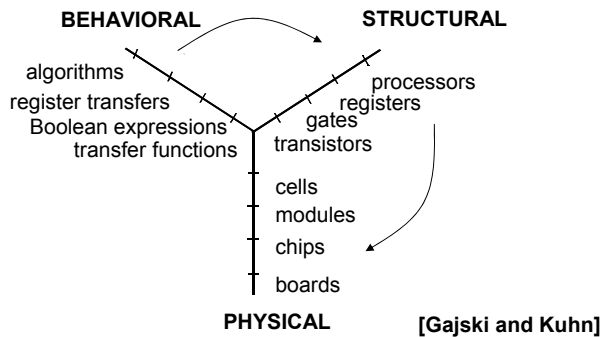 BEHAVIORAL
STRUCTURAL
algorithms
register transfers
Boolean expressions
transfer functions
processors
registers
gates
transistors
cells
modules
chips
boards
PHYSICAL
[Gajski and Kuhn]